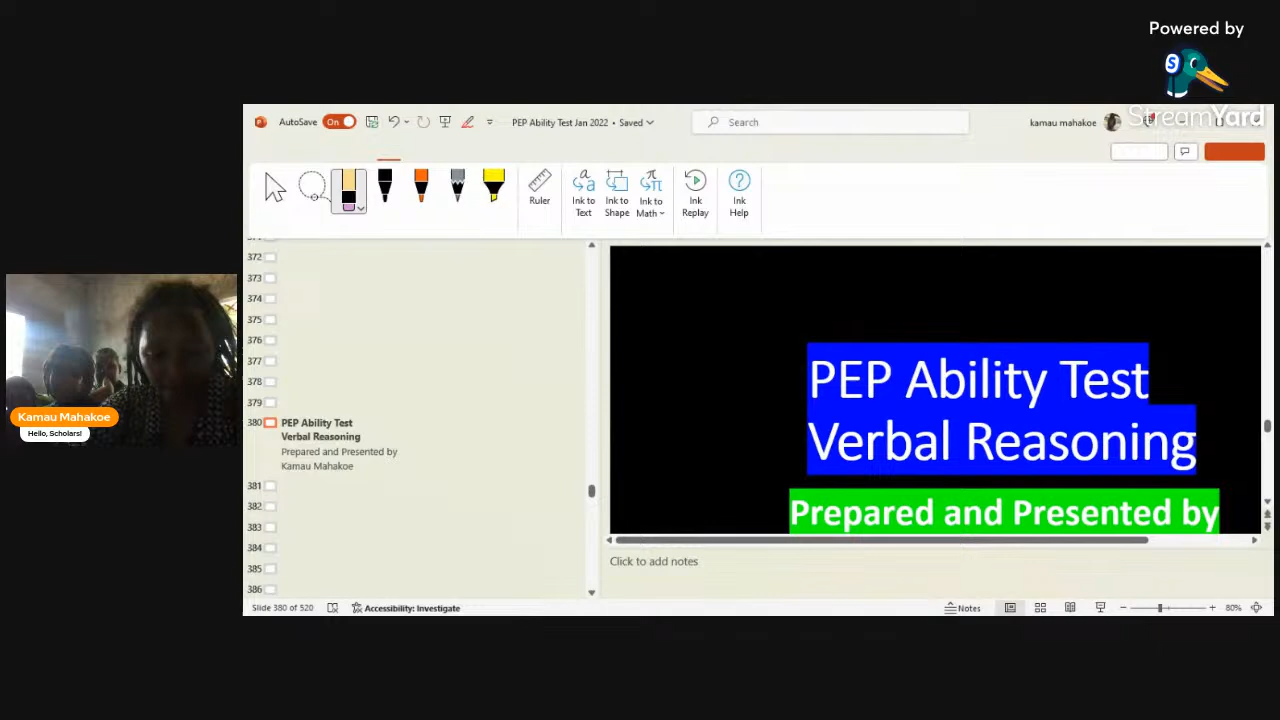 Powered by
S
StreamYard
AutoSave On PEP Ability Test Jan 2022 • Saved Search kamau mahakoe
Ruler
Ink to Text
Ink to Shape
Ink to Math
Ink Replay
Ink Help
372
373
374
375
376
377
378
379
380 PEP Ability Test
Verbal Reasoning
Prepared and Presented by
Kamau Mahakoe
381
382
383
384
385
386
PEP Ability Test
Verbal Reasoning
Prepared and Presented by
Click to add notes
Kamau Mahakoe
Hello, Scholars!
Slide 380 of 520 Accessibility: Investigate Notes 80%